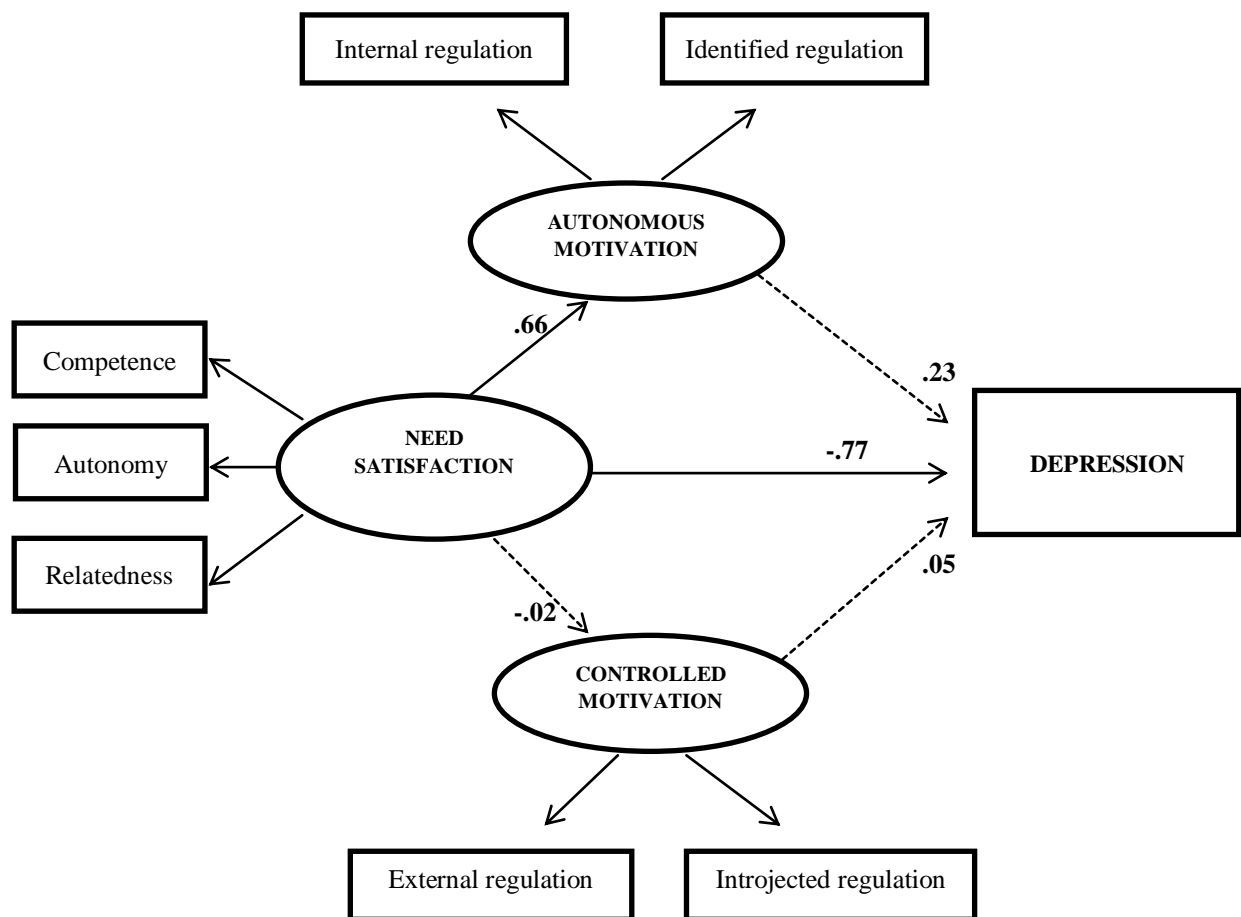 Internal regulation
Identified regulation
AUTONOMOUS
MOTIVATION
.66
Competence
.23
NEED
SATISFACTION
Autonomy
-.77
DEPRESSION
Relatedness
.05
-.02
CONTROLLED
MOTIVATION
External regulation
Introjected regulation